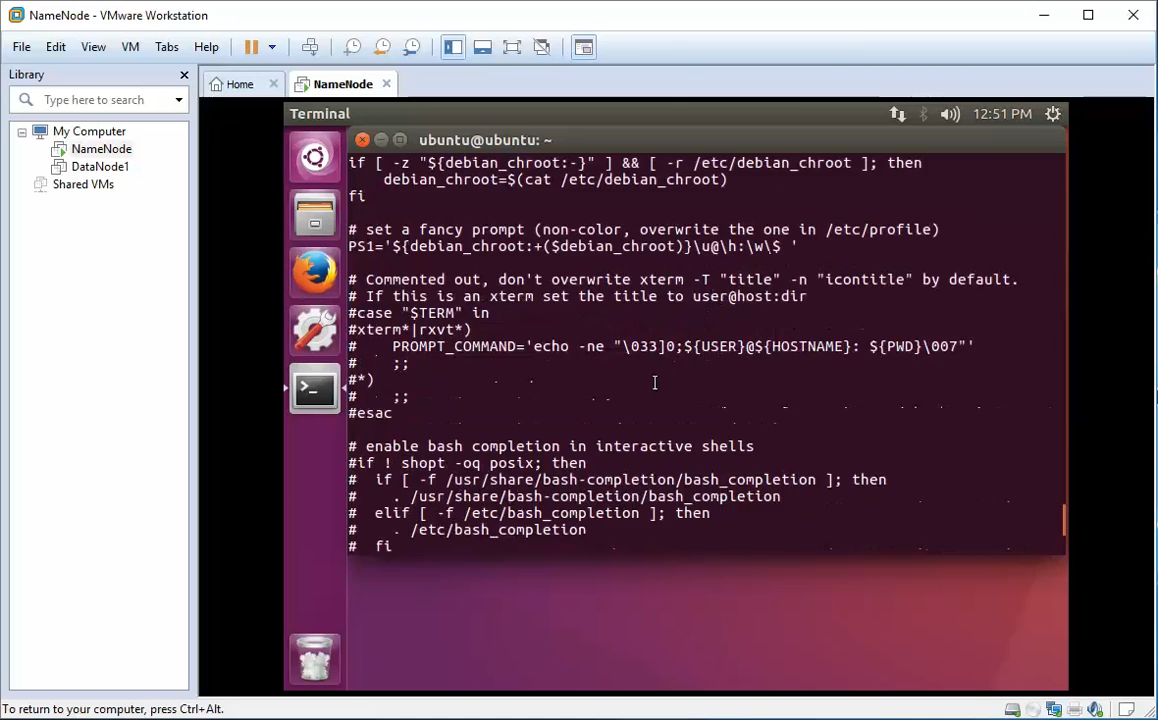 NameNode - VMware Workstation
File Edit View VM Tabs Help
Library
Type here to search
My Computer
NameNode
DataNode1
Shared VMs
Home
NameNode
Terminal
12:51 PM
ubuntu@ubuntu: ~
if [ -z "${debian_chroot:-}" ] && [ -r /etc/debian_chroot ]; then
    debian_chroot=$(cat /etc/debian_chroot)
fi
# set a fancy prompt (non-color, overwrite the one in /etc/profile)
PS1='${debian_chroot:+($debian_chroot)}\u@\h:\w\$ '
# Commented out, don't overwrite xterm -T "title" -n "icontitle" by default.
# If this is an xterm set the title to user@host:dir
#case "$TERM" in
#xterm*|rxvt*)
#    PROMPT_COMMAND='echo -ne "\033]0;${USER}@${HOSTNAME}: ${PWD}\007"'
#    ;;
#*)
#    ;;
#esac
# enable bash completion in interactive shells
#if ! shopt -oq posix; then
#  if [ -f /usr/share/bash-completion/bash_completion ]; then
#    . /usr/share/bash-completion/bash_completion
#  elif [ -f /etc/bash_completion ]; then
#    . /etc/bash_completion
#  fi
To return to your computer, press Ctrl+Alt.